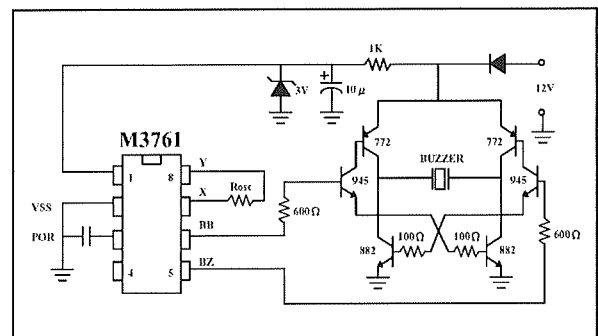 1K
3V
10μ
12V
M3761
772
772
BUZZER
1
8
Y
945
945
X
Rosc
VSS
600Ω
600Ω
POR
BB
100Ω
100Ω
882
882
4
5
BZ